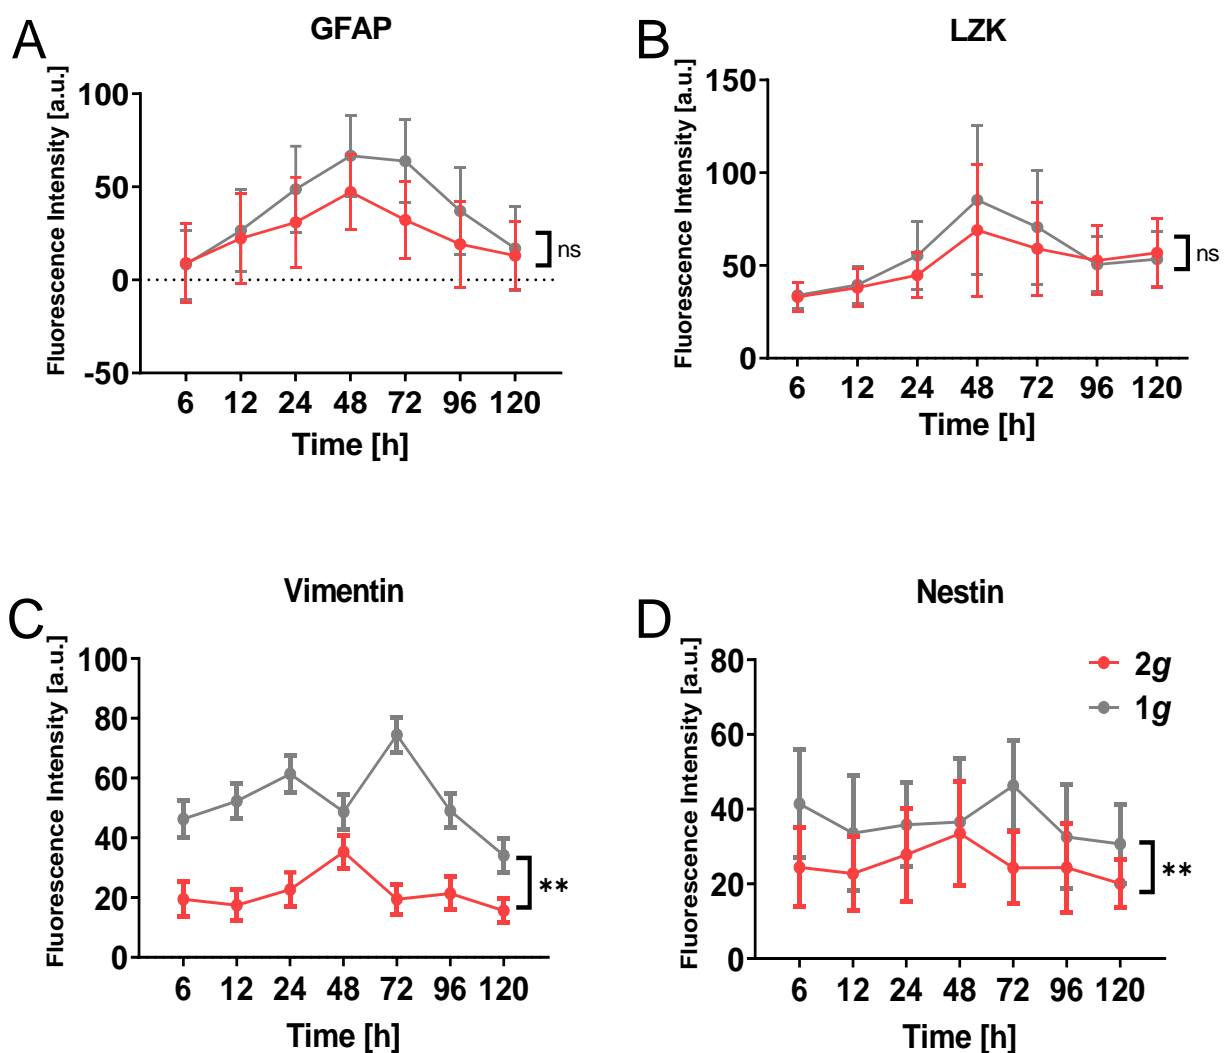 A
GFAP
Fluorescence Intensity [a.u.]
100
50
0
-50
6 12 24 48 72 96 120
Time [h]
ns
B
LZK
Fluorescence Intensity [a.u.]
150
100
50
0
6 12 24 48 72 96 120
Time [h]
ns
C
Vimentin
Fluorescence Intensity [a.u.]
100
80
60
40
20
0
6 12 24 48 72 96 120
Time [h]
**
D
Nestin
Fluorescence Intensity [a.u.]
80
60
40
20
0
6 12 24 48 72 96 120
Time [h]
2g
1g
**